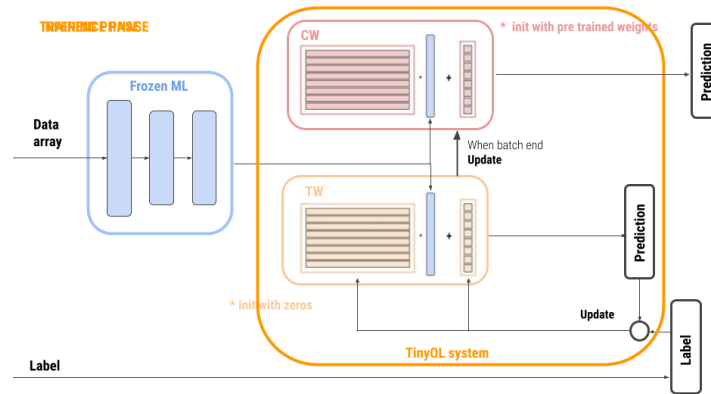 CW
* init with pre trained weights
Prediction
Frozen ML
Data
array
*
+
When batch end
Update
TW
*
+
Prediction
* init with zeros
Update
TinyOL system
Label
Label